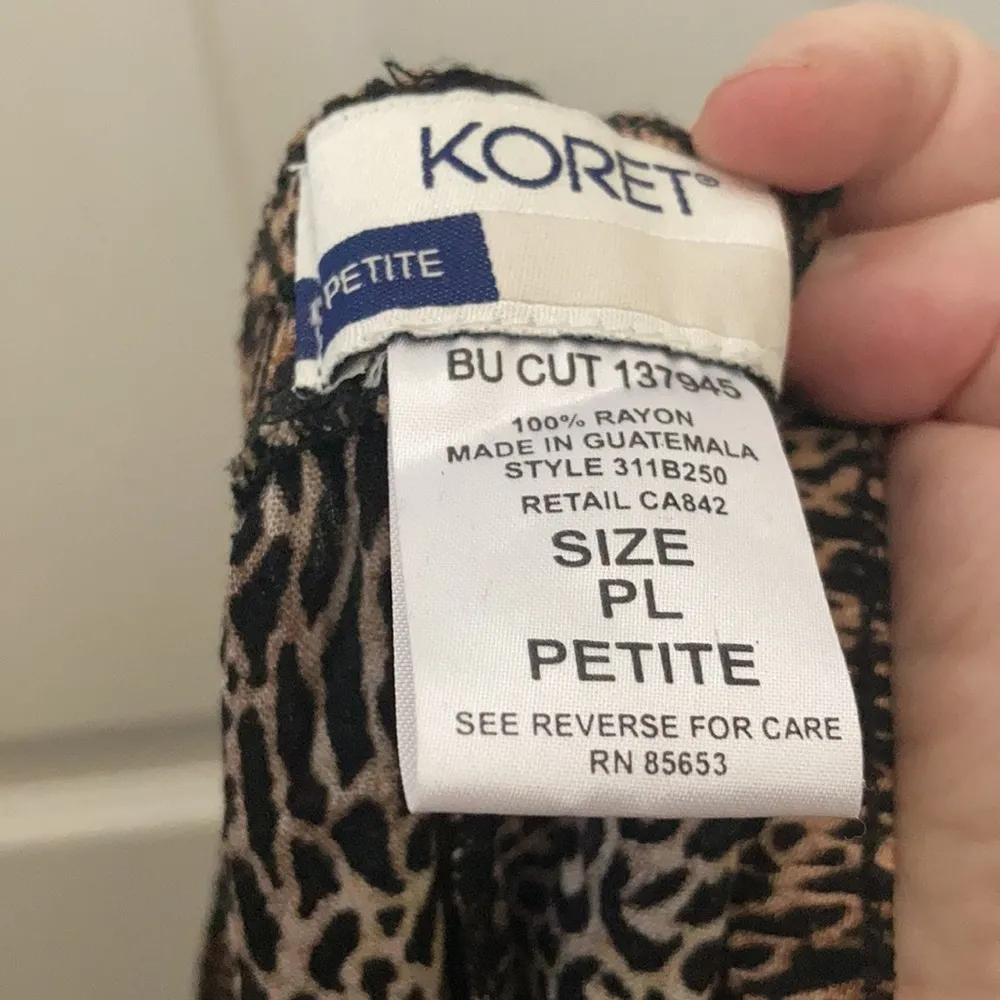 KORET®
PETITE
BU CUT 137945
100% RAYON
MADE IN GUATEMALA
STYLE 311B250
RETAIL CA842
SIZE
PL
PETITE
SEE REVERSE FOR CARE
RN 85653